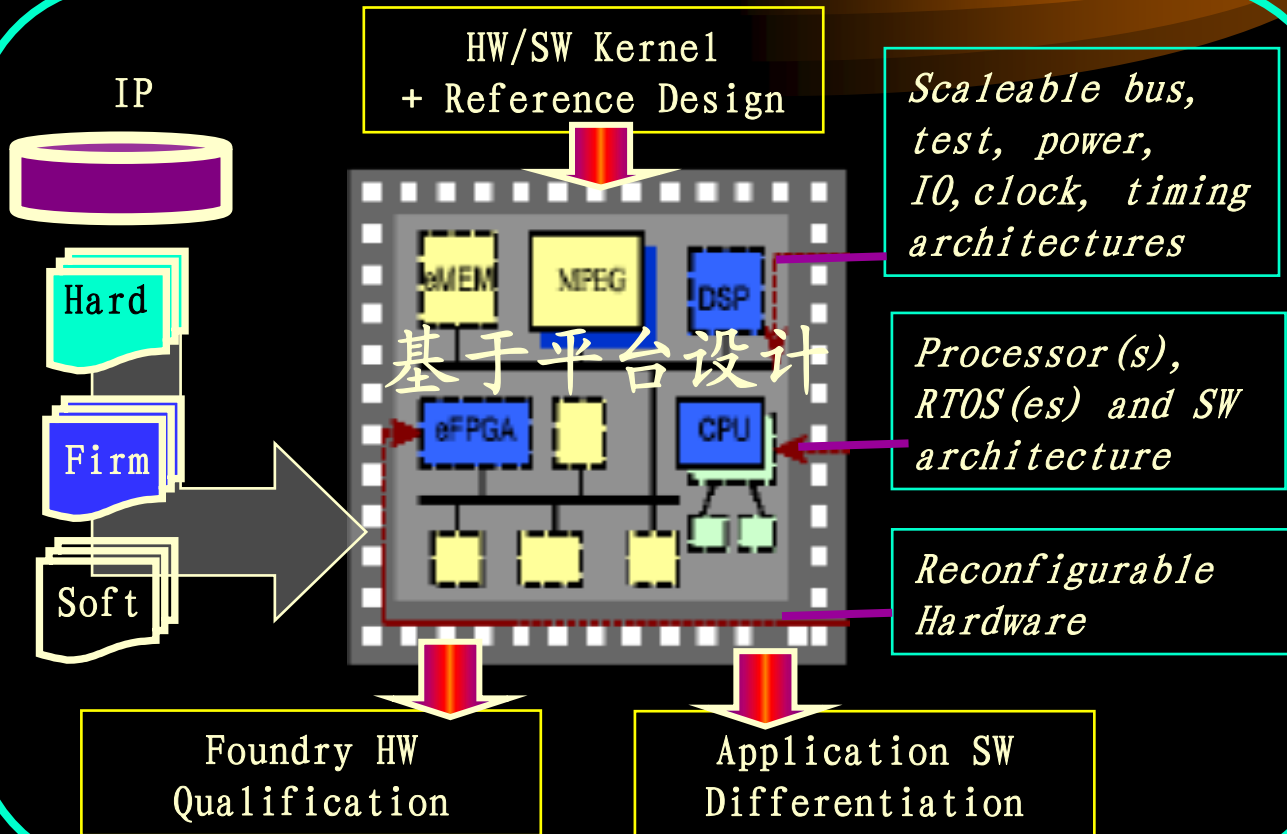 HW/SW Kernel
+ Reference Design
IP
Hard
Firm
Soft
eMEM
MPEG
DSP
基于平台设计
eFPGA
CPU
Scaleable bus,
test, power,
IO,clock, timing
architectures
Processor(s),
RTOS(es) and SW
architecture
Reconfigurable
Hardware
Foundry HW
Qualification
Application SW
Differentiation